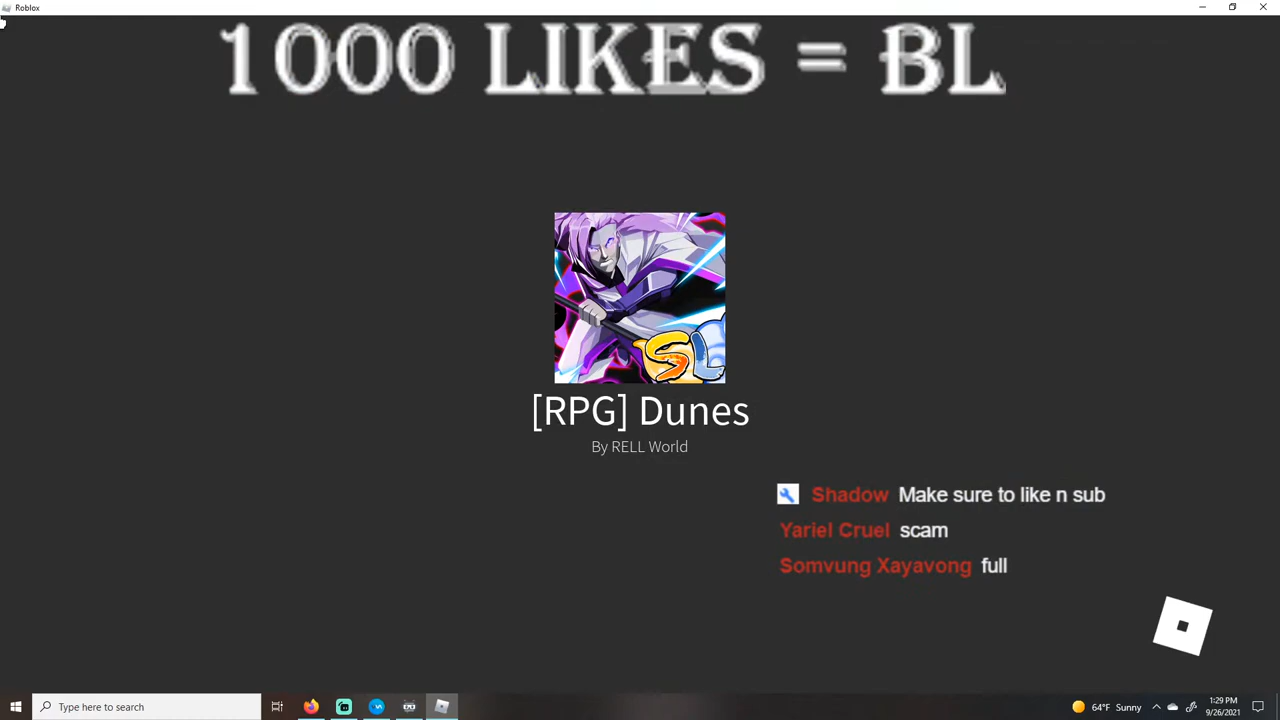 Roblox
1000 LIKES = BL
SL
[RPG] Dunes
By RELL World
Shadow Make sure to like n sub
Yariel Cruel scam
Somvung Xayavong full
Type here to search
64°F Sunny
1:29 PM
9/26/2021